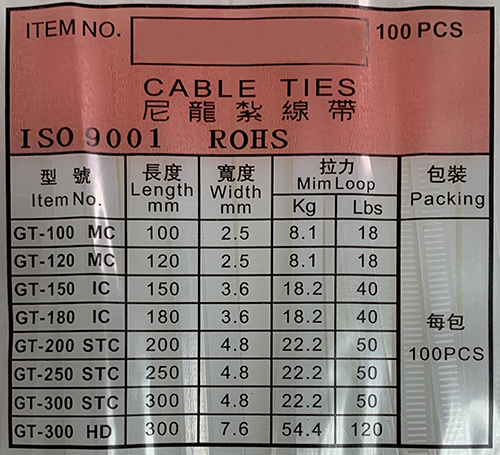 ITEM NO. 100 PCS
CABLE TIES
尼龍紮線帶
ISO 9001 ROHS
型號 長度 寬度 拉力 包裝
Item No. Length mm Width mm Mim Loop Packing
Kg Lbs
GT-100 MC 100 2.5 8.1 18
GT-120 MC 120 2.5 8.1 18
GT-150 IC 150 3.6 18.2 40
GT-180 IC 180 3.6 18.2 40
GT-200 STC 200 4.8 22.2 50
GT-250 STC 250 4.8 22.2 50
GT-300 STC 300 4.8 22.2 50
GT-300 HD 300 7.6 54.4 120
每包
100PCS